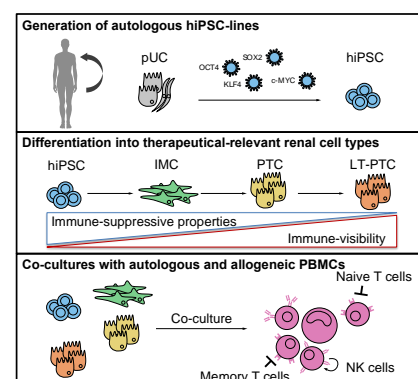 Generation of autologous hiPSC-lines
pUC
OCT4
SOX2
KLF4
c-MYC
hiPSC
Differentiation into therapeutical-relevant renal cell types
hiPSC
IMC
PTC
LT-PTC
Immune-suppressive properties
Immune-visibility
Co-cultures with autologous and allogeneic PBMCs
Naive T cells
Co-culture
Memory T cells
NK cells